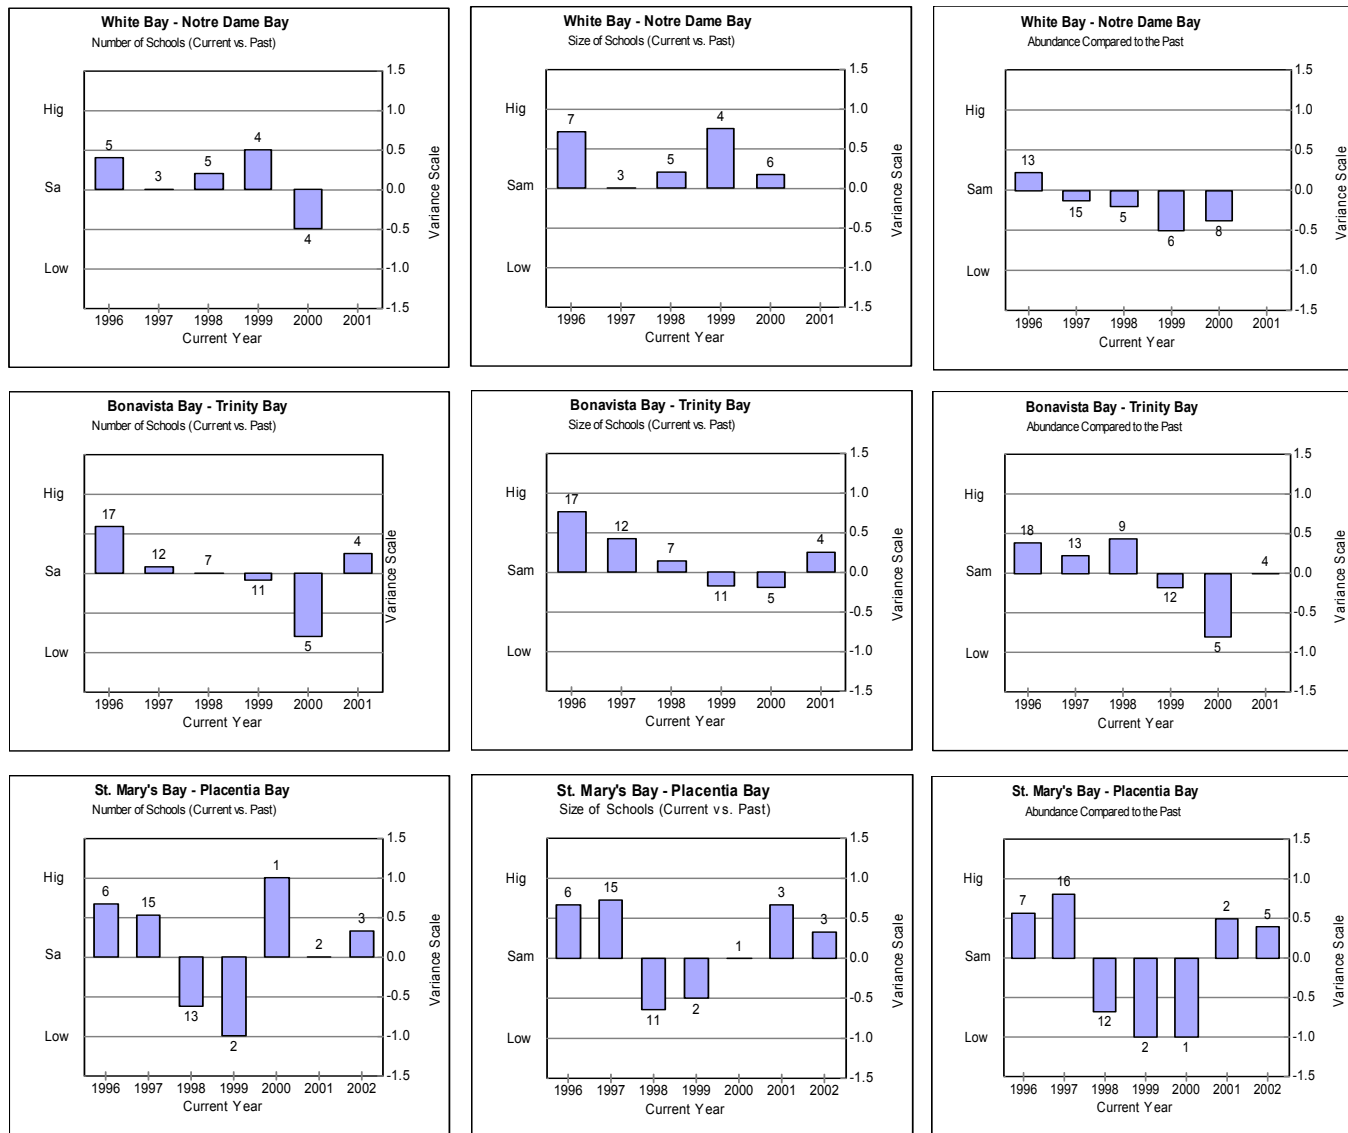 White Bay - Notre Dame Bay
Number of Schools (Current vs. Past)
1.5
Hig
1.0
0.5
Sa
0.0
-0.5
Low
-1.0
-1.5
5
3
5
4
4
Variance Scale
1996 1997 1998 1999 2000 2001
Current Year
White Bay - Notre Dame Bay
Size of Schools (Current vs. Past)
1.5
Hig
1.0
0.5
Sam
0.0
-0.5
Low
-1.0
-1.5
7
3
5
4
6
Variance Scale
1996 1997 1998 1999 2000 2001
Current Year
White Bay - Notre Dame Bay
Abundance Compared to the Past
1.5
Hig
1.0
0.5
Sam
0.0
-0.5
Low
-1.0
-1.5
13
15
5
6
8
Variance Scale
1996 1997 1998 1999 2000 2001
Current Year
Bonavista Bay - Trinity Bay
Number of Schools (Current vs. Past)
1.5
Hig
1.0
0.5
Sa
0.0
-0.5
Low
-1.0
-1.5
17
12
7
11
5
4
Variance Scale
1996 1997 1998 1999 2000 2001
Current Year
Bonavista Bay - Trinity Bay
Size of Schools (Current vs. Past)
1.5
Hig
1.0
0.5
Sam
0.0
-0.5
Low
-1.0
-1.5
17
12
7
11
5
4
Variance Scale
1996 1997 1998 1999 2000 2001
Current Year
Bonavista Bay - Trinity Bay
Abundance Compared to the Past
1.5
Hig
1.0
0.5
Sam
0.0
-0.5
Low
-1.0
-1.5
18
13
9
12
5
4
Variance Scale
1996 1997 1998 1999 2000 2001
Current Year
St. Mary's Bay - Placentia Bay
Number of Schools (Current vs. Past)
1.5
Hig
1.0
0.5
Sa
0.0
-0.5
Low
-1.0
-1.5
6
15
13
2
1
2
3
Variance Scale
1996 1997 1998 1999 2000 2001 2002
Current Year
St. Mary's Bay - Placentia Bay
Size of Schools (Current vs. Past)
1.5
Hig
1.0
0.5
Sam
0.0
-0.5
Low
-1.0
-1.5
6
15
11
2
1
3
3
Variance Scale
1996 1997 1998 1999 2000 2001 2002
Current Year
St. Mary's Bay - Placentia Bay
Abundance Compared to the Past
1.5
Hig
1.0
0.5
Sam
0.0
-0.5
Low
-1.0
-1.5
7
16
12
2
1
2
5
Variance Scale
1996 1997 1998 1999 2000 2001 2002
Current Year